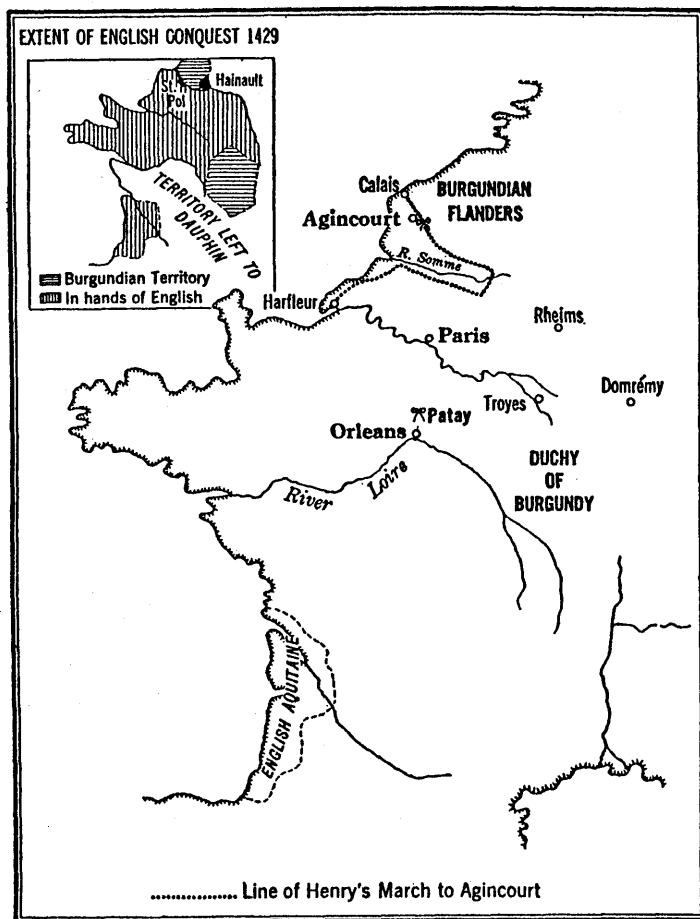 EXTENT OF ENGLISH CONQUEST 1429
Hainault
St.
Pol
TERRITORY LEFT TO
DAUPHIN
Burgundian Territory
In hands of English
Calais
BURGUNDIAN
FLANDERS
Agincourt
R. Somme
Harfleur
Rheims
Paris
Domrémy
Troyes
Patay
Orleans
DUCHY
OF
BURGUNDY
River Loire
ENGLISH AQUITAINE
Line of Henry's March to Agincourt